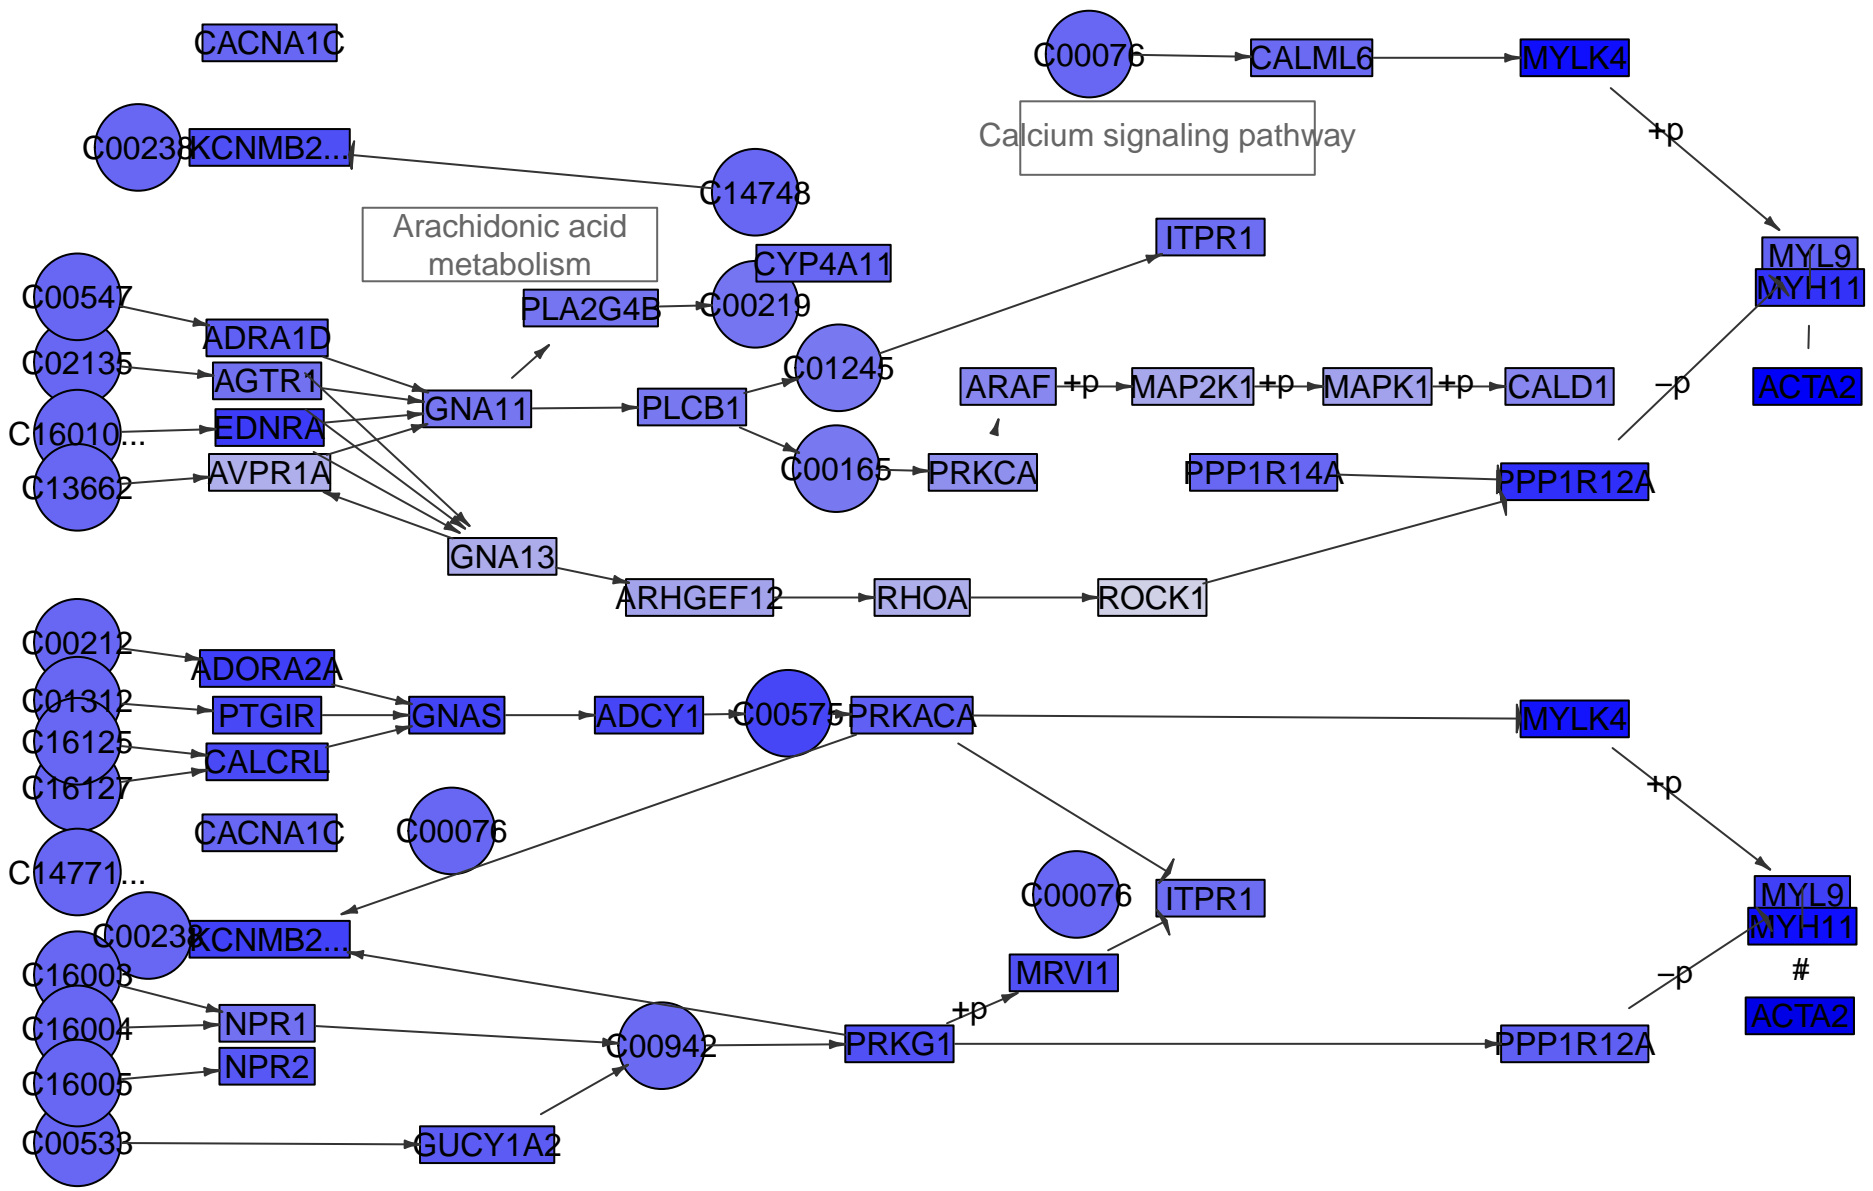 CACNA1C
C00076
CALML6
MYLK4
Calcium signaling pathway
+p
C00238
KCNMB2...
C14748
Arachidonic acid
metabolism
ITPR1
CYP4A11
MYL9
MYH11
C00547
PLA2G4B
C00219
ADRA1D
C02135
AGTR1
C01245
ARAF
+p
MAP2K1
+p
MAPK1
+p
CALD1
–p
ACTA2
GNA11
PLCB1
C16010...
EDNRA
AVPR1A
C13662
C00165
PRKCA
PPP1R14A
PPP1R12A
GNA13
ARHGEF12
RHOA
ROCK1
C00212
ADORA2A
C01312
PTGIR
GNAS
ADCY1
C00575
PRKACA
MYLK4
C16125
CALCRL
C16127
+p
CACNA1C
C00076
C14771...
C00076
ITPR1
MYL9
MYH11
C00238
KCNMB2...
C16003
MRVI1
–p
#
+p
ACTA2
C16004
NPR1
C00942
PRKG1
PPP1R12A
NPR2
C16005
C00533
GUCY1A2